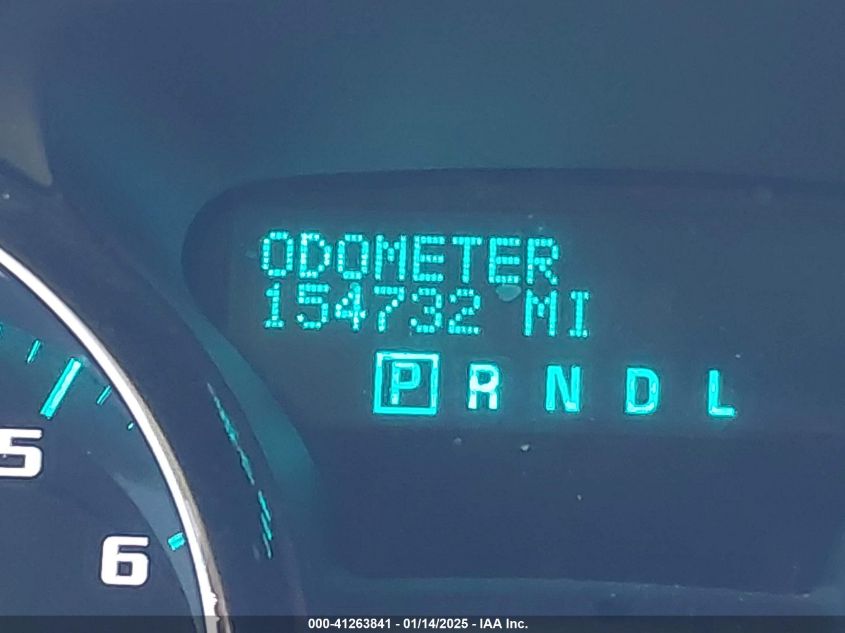 ODOMETER
154732 MI
P R N D L
5
6
000-41263841 - 01/14/2025 - IAA Inc.